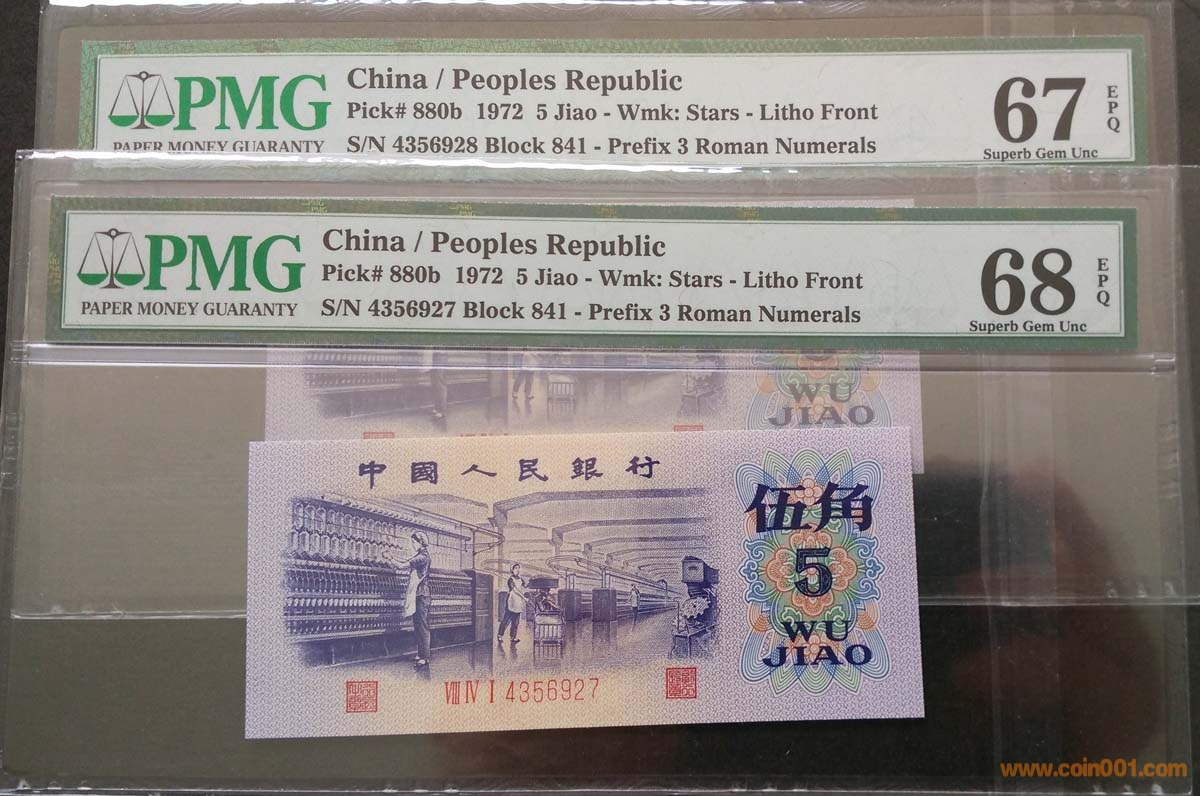 PMG
PAPER MONEY GUARANTY
China / Peoples Republic
Pick# 880b 1972 5 Jiao - Wmk: Stars - Litho Front
S/N 4356928 Block 841 - Prefix 3 Roman Numerals
67
EPQ
Superb Gem Unc
PMG
PAPER MONEY GUARANTY
China / Peoples Republic
Pick# 880b 1972 5 Jiao - Wmk: Stars - Litho Front
S/N 4356927 Block 841 - Prefix 3 Roman Numerals
68
EPQ
Superb Gem Unc
WU
JIAO
中國人民銀行
伍角
5
WU
JIAO
VIII IV I 4356927
www.coin001.com